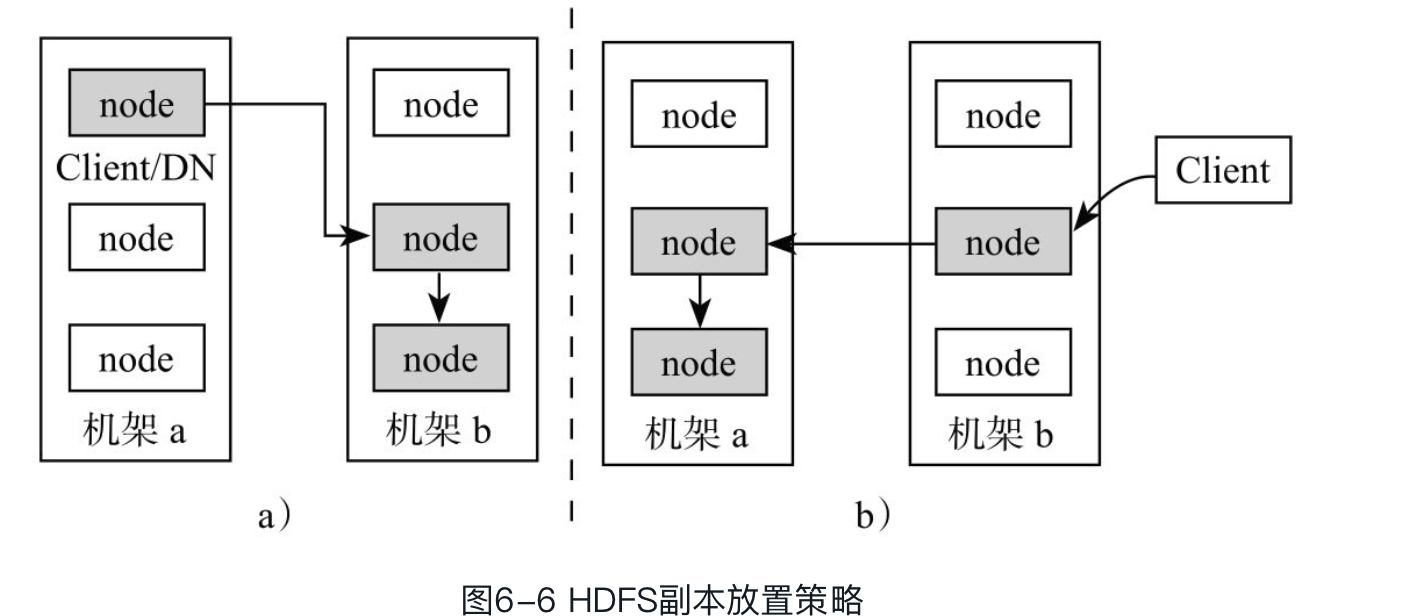 node
Client/DN
node
node
机架 a
node
node
node
机架 b
a）
node
node
node
机架 a
node
node
node
机架 b
Client
b）
图6-6 HDFS副本放置策略